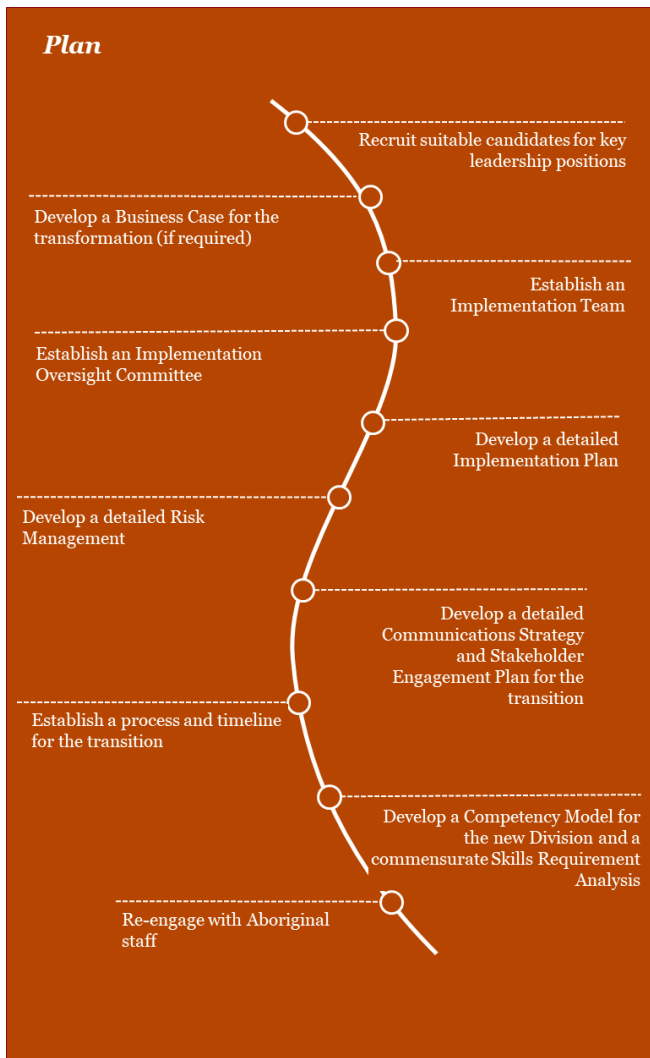 Plan
Recruit suitable candidates for key
leadership positions
Develop a Business Case for the
transformation (if required)
Establish an
Implementation Team
Establish an Implementation
Oversight Committee
Develop a detailed
Implementation Plan
Develop a detailed Risk
Management
Develop a detailed
Communications Strategy
and Stakeholder
Engagement Plan for the
transition
Establish a process and timeline
for the transition
Develop a Competency Model for
the new Division and a
commensurate Skills Requirement
Analysis
Re-engage with Aboriginal
staff